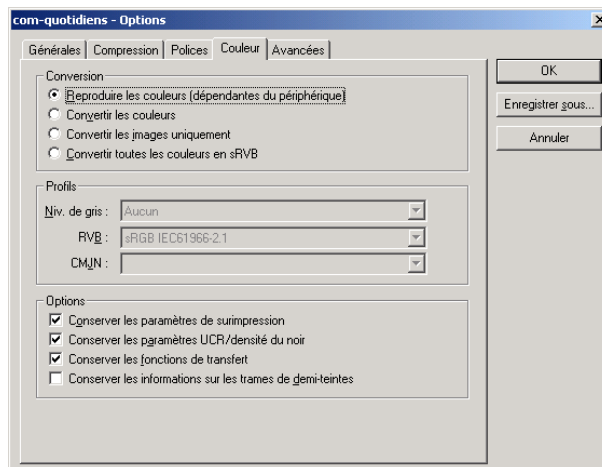 com-quotidiens - Options
Générales
Compression
Polices
Couleur
Avancées
OK
Enregistrer sous...
Annuler
Conversion
Reproduire les couleurs (dépendantes du périphérique)
Convertir les couleurs
Convertir les images uniquement
Convertir toutes les couleurs en sRVB
Profils
Niv. de gris : Aucun
RVB : sRGB IEC61966-2.1
CMJN :
Options
Conserver les paramètres de surimpression
Conserver les paramètres UCR/densité du noir
Conserver les fonctions de transfert
Conserver les informations sur les trames de demi-teintes